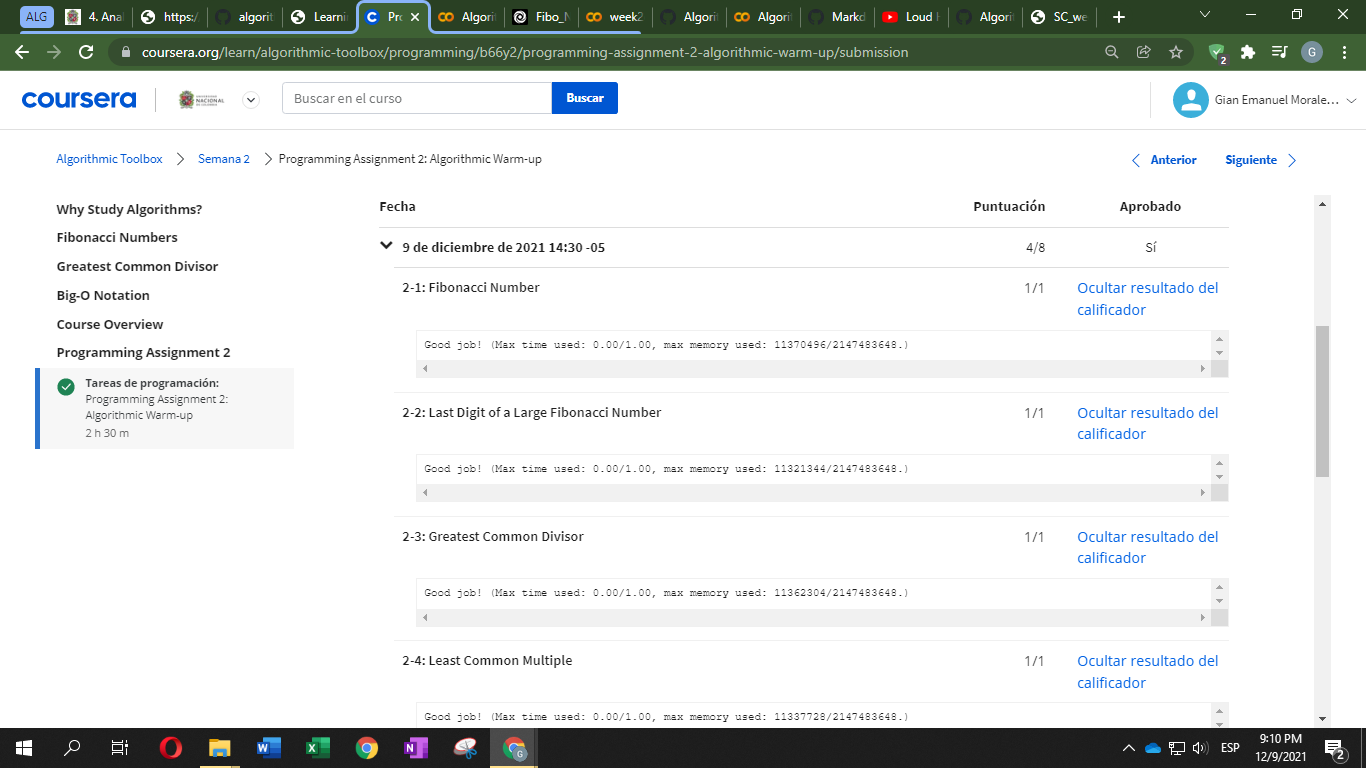 ALG
4. Anal
https:/
algorit
Learni
Pro
Algori
Fibo_N
week2
Algorit
Algori
Markd
Loud H
Algorit
SC_we
coursera.org/learn/algorithmic-toolbox/programming/b66y2/programming-assignment-2-algorithmic-warm-up/submission
2
G
coursera
UNIVERSIDAD NACIONAL DE COLOMBIA
Buscar en el curso
Buscar
Gian Emanuel Morale...
Algorithmic Toolbox
Semana 2
Programming Assignment 2: Algorithmic Warm-up
Anterior
Siguiente
Why Study Algorithms?
Fibonacci Numbers
Greatest Common Divisor
Big-O Notation
Course Overview
Programming Assignment 2
Tareas de programación:
Programming Assignment 2:
Algorithmic Warm-up
2 h 30 m
Fecha
Puntuación
Aprobado
9 de diciembre de 2021 14:30 -05
4/8
Sí
2-1: Fibonacci Number
1/1
Ocultar resultado del
calificador
Good job! (Max time used: 0.00/1.00, max memory used: 11370496/2147483648.)
2-2: Last Digit of a Large Fibonacci Number
1/1
Ocultar resultado del
calificador
Good job! (Max time used: 0.00/1.00, max memory used: 11321344/2147483648.)
2-3: Greatest Common Divisor
1/1
Ocultar resultado del
calificador
Good job! (Max time used: 0.00/1.00, max memory used: 11362304/2147483648.)
2-4: Least Common Multiple
1/1
Ocultar resultado del
calificador
Good job! (Max time used: 0.00/1.00, max memory used: 11337728/2147483648.)
ESP
9:10 PM
12/9/2021
2